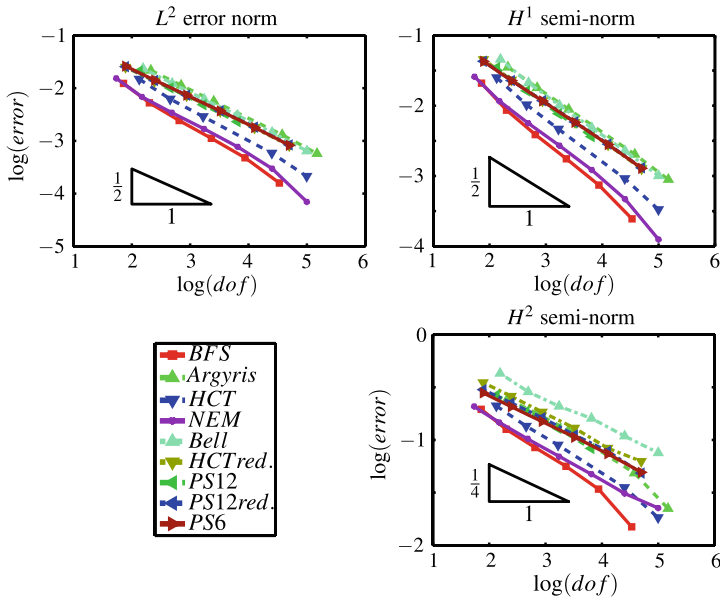 L² error norm
−1
−2
−3
−4
−5
log(error)
1/2
1
1 2 3 4 5 6
log(dof)
H¹ semi-norm
−1
−2
−3
−4
1/2
1
1 2 3 4 5 6
log(dof)
BFS
Argyris
HCT
NEM
Bell
HCTred.
PS12
PS12red.
PS6
H² semi-norm
0
−1
−2
log(error)
1/4
1
1 2 3 4 5 6
log(dof)